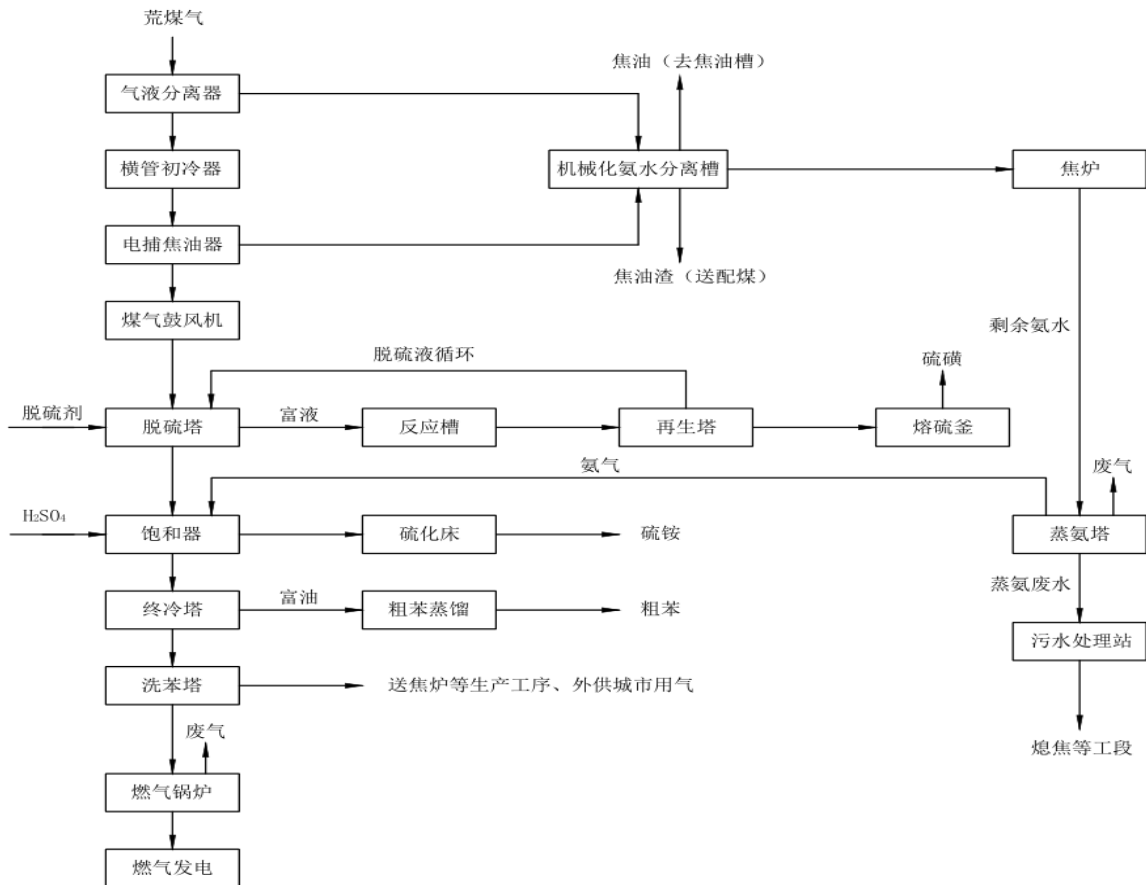 荒煤气
焦油（去焦油槽）
气液分离器
横管初冷器
机械化氨水分离槽
焦炉
电捕焦油器
焦油渣（送配煤）
煤气鼓风机
剩余氨水
脱硫液循环
硫磺
脱硫剂
脱硫塔
富液
反应槽
再生塔
熔硫釜
氨气
废气
H₂SO₄
饱和器
硫化床
硫铵
蒸氨塔
蒸氨废水
终冷塔
富油
粗苯蒸馏
粗苯
污水处理站
洗苯塔
送焦炉等生产工序、外供城市用气
废气
熄焦等工段
燃气锅炉
燃气发电